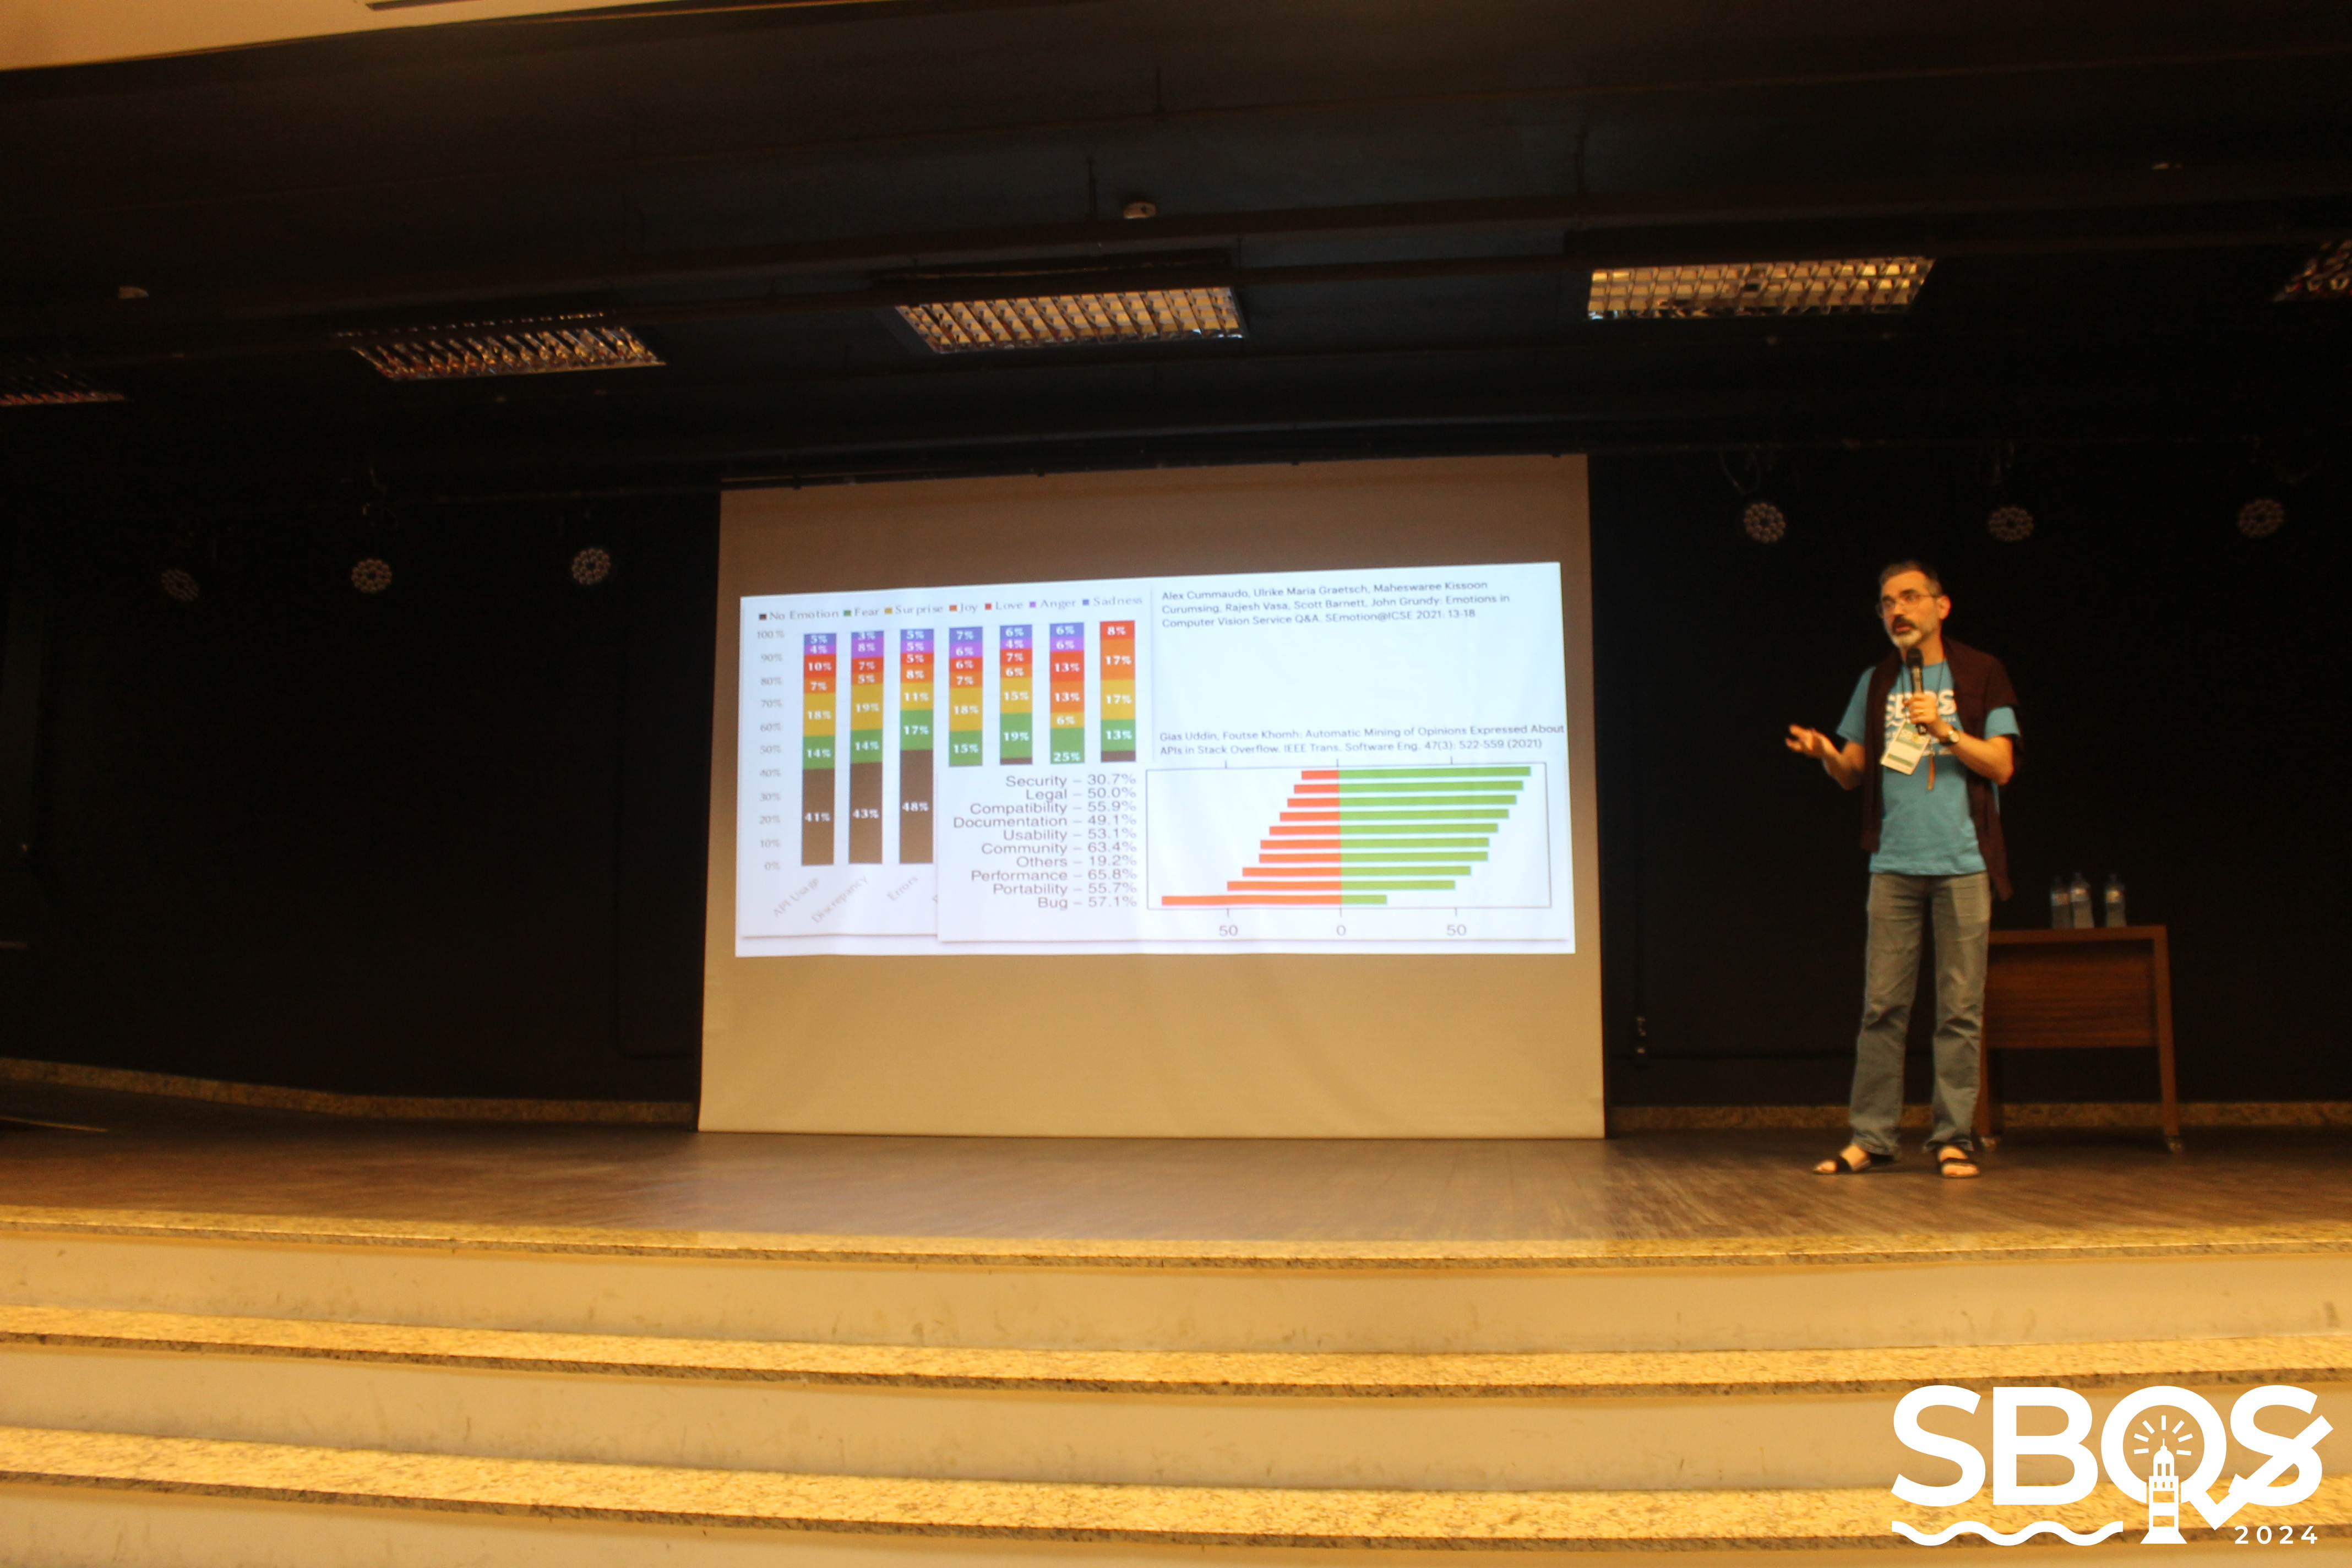 No Emotion Fear Surprise Joy Love Anger Sadness
100%
90%
80%
70%
60%
50%
40%
30%
20%
10%
0%
5% 3% 5% 7% 6% 6% 8%
4% 8% 5% 6% 4% 6% 17%
10% 7% 5% 6% 7% 13% 17%
7% 5% 8% 7% 6% 13% 13%
18% 19% 11% 18% 15% 6%
14% 14% 17% 15% 19% 25%
41% 43% 48%
API Usage
Discrepancy
Errors
Alex Cummaudo, Ulrike Maria Graetsch, Maheswaree Kissoon
Curumsing, Rajesh Vasa, Scott Barnett, John Grundy: Emotions in
Computer Vision Service Q&A. SEmotion@ICSE 2021: 13-18
Gias Uddin, Foutse Khomh: Automatic Mining of Opinions Expressed About
APIs in Stack Overflow. IEEE Trans. Software Eng. 47(3): 522-559 (2021)
Security – 30.7%
Legal – 50.0%
Compatibility – 55.9%
Documentation – 49.1%
Usability – 53.1%
Community – 63.4%
Others – 19.2%
Performance – 65.8%
Portability – 55.7%
Bug – 57.1%
50 0 50
SBQS
SBQS
2024